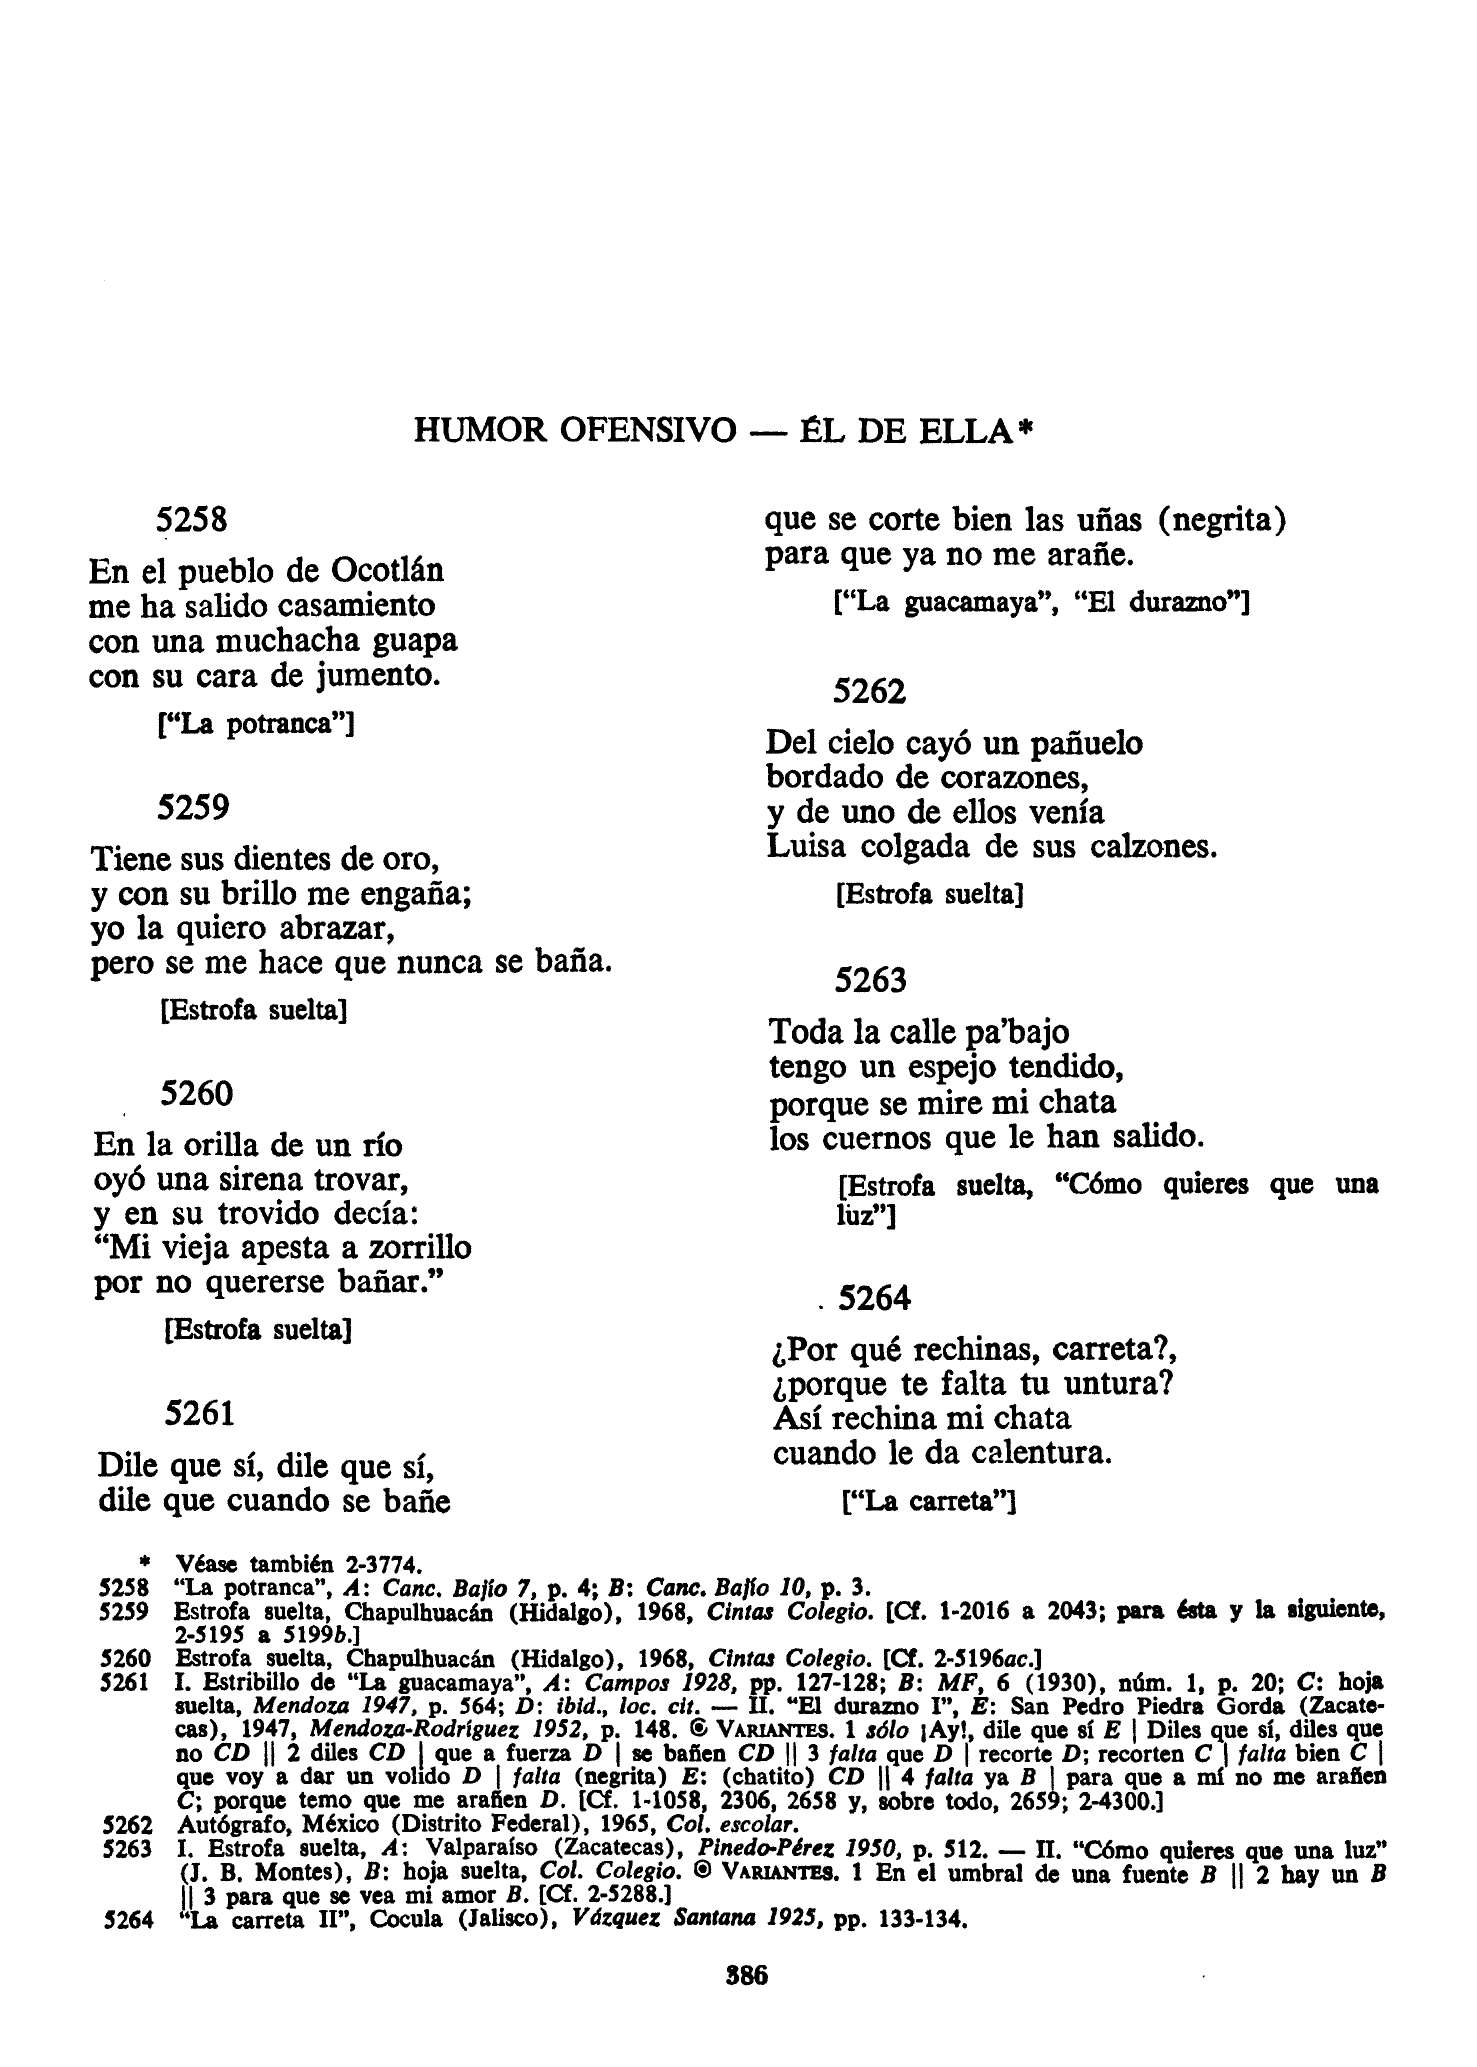 HUMOR OFENSIVO — ÉL DE ELLA*
5258
En el pueblo de Ocotlán
me ha salido casamiento
con una muchacha guapa
con su cara de jumento.
[“La potranca”]
5259
Tiene sus dientes de oro,
y con su brillo me engaña;
yo la quiero abrazar,
pero se me hace que nunca se baña.
[Estrofa suelta]
5260
En la orilla de un río
oyó una sirena trovar,
y en su trovido decía:
“Mi vieja apesta a zorrillo
por no quererse bañar.”
[Estrofa suelta]
5261
Dile que sí, dile que sí,
dile que cuando se bañe
que se corte bien las uñas (negrita)
para que ya no me arañe.
[“La guacamaya”, “El durazno”]
5262
Del cielo cayó un pañuelo
bordado de corazones,
y de uno de ellos venía
Luisa colgada de sus calzones.
[Estrofa suelta]
5263
Toda la calle pa’bajo
tengo un espejo tendido,
porque se mire mi chata
los cuernos que le han salido.
[Estrofa suelta, “Cómo quieres que una
luz”]
5264
¿Por qué rechinas, carreta?,
¿porque te falta tu untura?
Así rechina mi chata
cuando le da calentura.
[“La carreta”]
* Véase también 2-3774.
5258 “La potranca”, A: Canc. Bajío 7, p. 4; B: Canc. Bajío 10, p. 3.
5259 Estrofa suelta, Chapulhuacán (Hidalgo), 1968, Cintas Colegio. [Cf. 1-2016 a 2043; para ésta y la siguiente,
2-5195 a 5199b.]
5260 Estrofa suelta, Chapulhuacán (Hidalgo), 1968, Cintas Colegio. [Cf. 2-5196ac.]
5261 I. Estribillo de “La guacamaya”, A: Campos 1928, pp. 127-128; B: MF, 6 (1930), núm. 1, p. 20; C: hoja
suelta, Mendoza 1947, p. 564; D: ibid., loc. cit. — II. “El durazno I”, E: San Pedro Piedra Gorda (Zacate-
cas), 1947, Mendoza-Rodríguez 1952, p. 148. © VARIANTES. 1 sólo ¡Ay!, dile que sí E | Diles que sí, diles que
no CD || 2 diles CD | que a fuerza D | se bañen CD || 3 falta que D | recorte D; recorten C | falta bien C |
que voy a dar un volido D | falta (negrita) E: (chatito) CD || 4 falta ya B | para que a mí no me arañen
C; porque temo que me arañen D. [Cf. 1-1058, 2306, 2658 y, sobre todo, 2659; 2-4300.]
5262 Autógrafo, México (Distrito Federal), 1965, Col. escolar.
5263 I. Estrofa suelta, A: Valparaíso (Zacatecas), Pinedo-Pérez 1950, p. 512. — II. “Cómo quieres que una luz”
(J. B. Montes), B: hoja suelta, Col. Colegio. © VARIANTES. 1 En el umbral de una fuente B || 2 hay un B
|| 3 para que se vea mi amor B. [Cf. 2-5288.]
5264 “La carreta II”, Cocula (Jalisco), Vázquez Santana 1925, pp. 133-134.
386